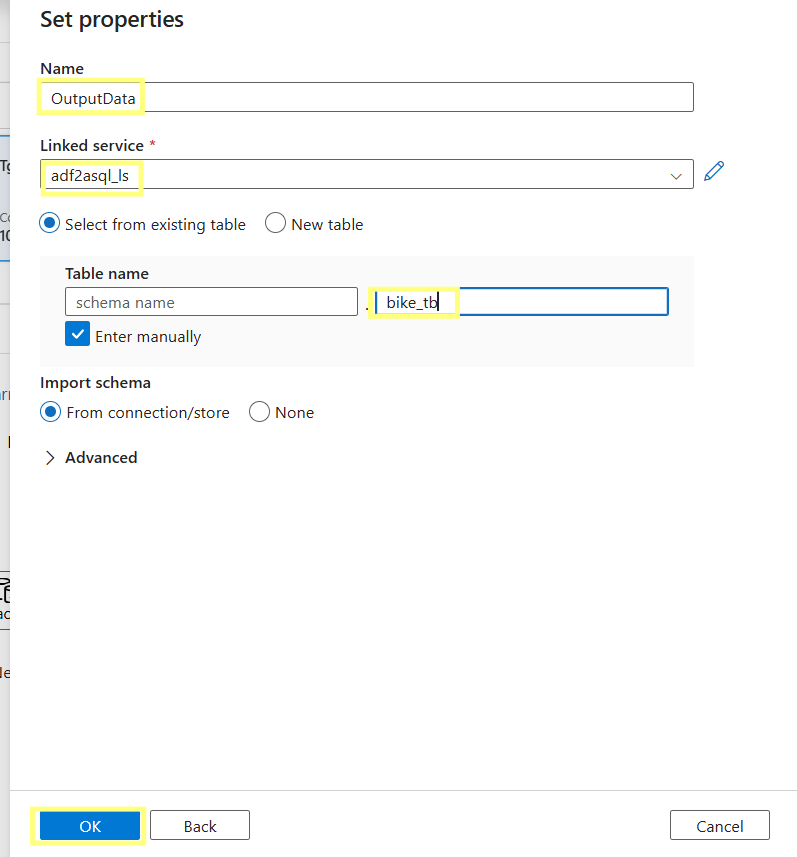 Set properties
Name
OutputData
Linked service *
adf2asql_ls
Select from existing table New table
Table name
schema name . bike_tb
Enter manually
Import schema
From connection/store None
Advanced
OK Back Cancel